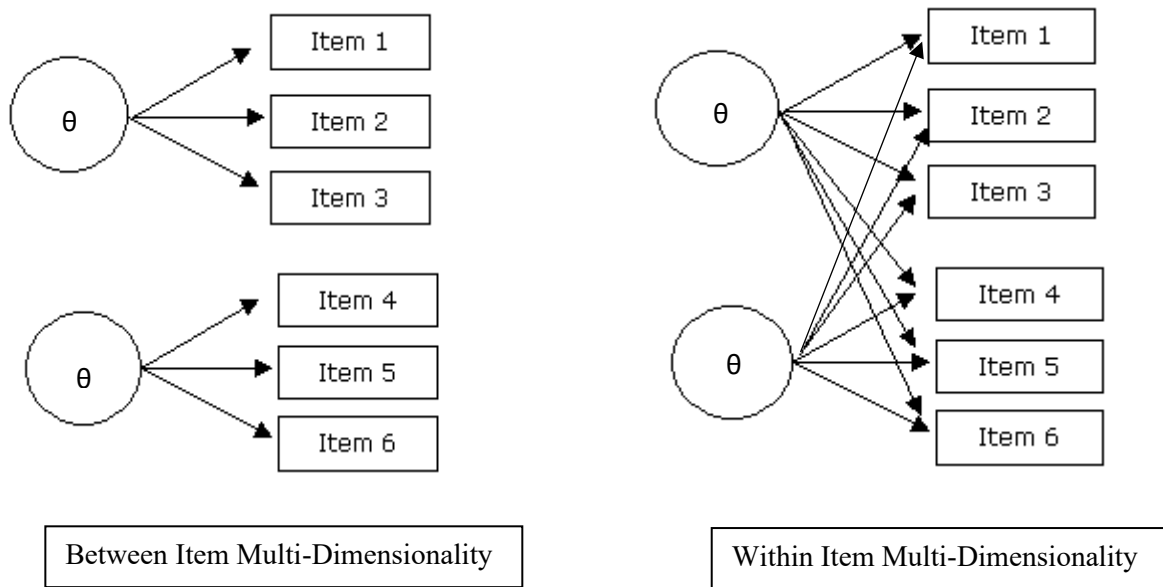 θ
Item 1
Item 2
Item 3
θ
Item 4
Item 5
Item 6
Between Item Multi-Dimensionality
θ
Item 1
Item 2
Item 3
θ
Item 4
Item 5
Item 6
Within Item Multi-Dimensionality